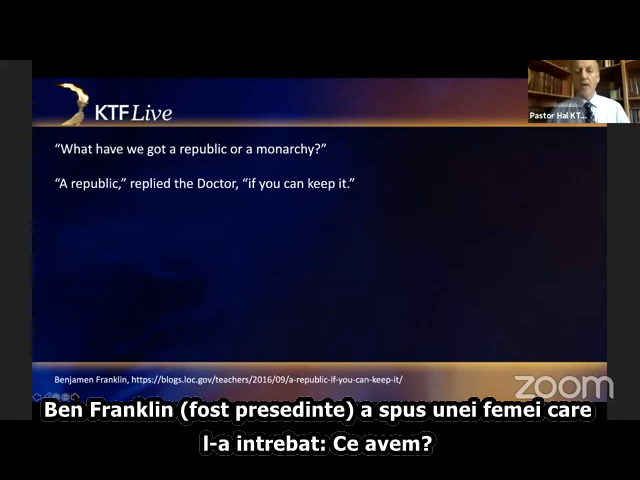 KTF Live
Pastor Hal KT...
“What have we got a republic or a monarchy?”
“A republic,” replied the Doctor, “if you can keep it.”
Benjamen Franklin, https://blogs.loc.gov/teachers/2016/09/a-republic-if-you-can-keep-it/
zoom
Ben Franklin (fost presedinte) a spus unei femei care
l-a intrebat: Ce avem?